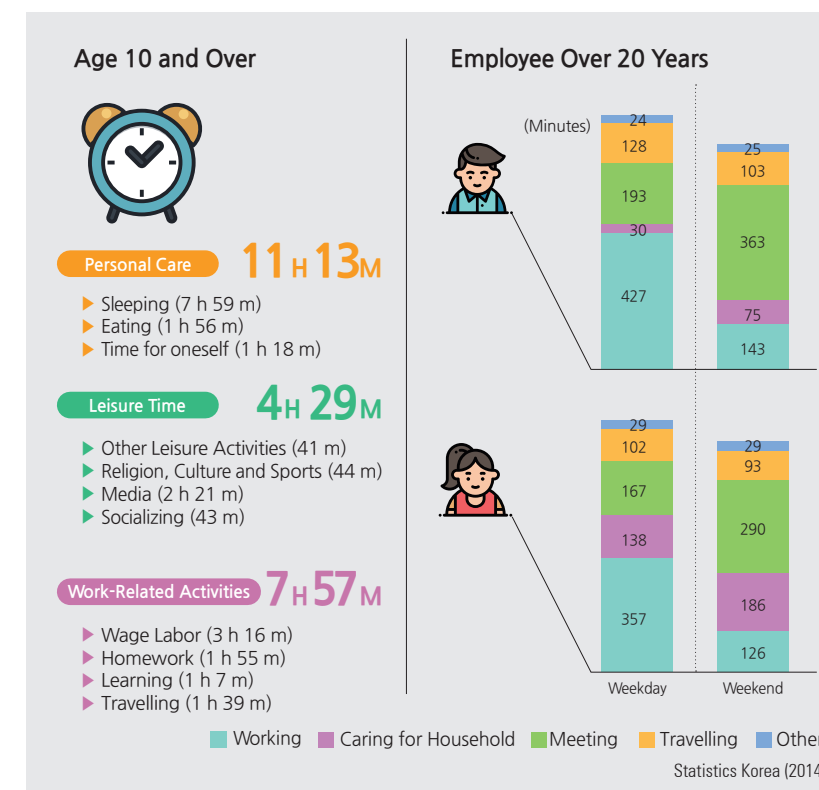 Age 10 and Over
Personal Care 11H 13M
Sleeping (7 h 59 m)
Eating (1 h 56 m)
Time for oneself (1 h 18 m)
Leisure Time 4H 29M
Other Leisure Activities (41 m)
Religion, Culture and Sports (44 m)
Media (2 h 21 m)
Socializing (43 m)
Work-Related Activities 7H 57M
Wage Labor (3 h 16 m)
Homework (1 h 55 m)
Learning (1 h 7 m)
Travelling (1 h 39 m)
Employee Over 20 Years
(Minutes)
24
128
193
30
427
25
103
363
75
143
29
102
167
138
357
29
93
290
186
126
Weekday Weekend
Working Caring for Household Meeting Travelling Other
Statistics Korea (2014